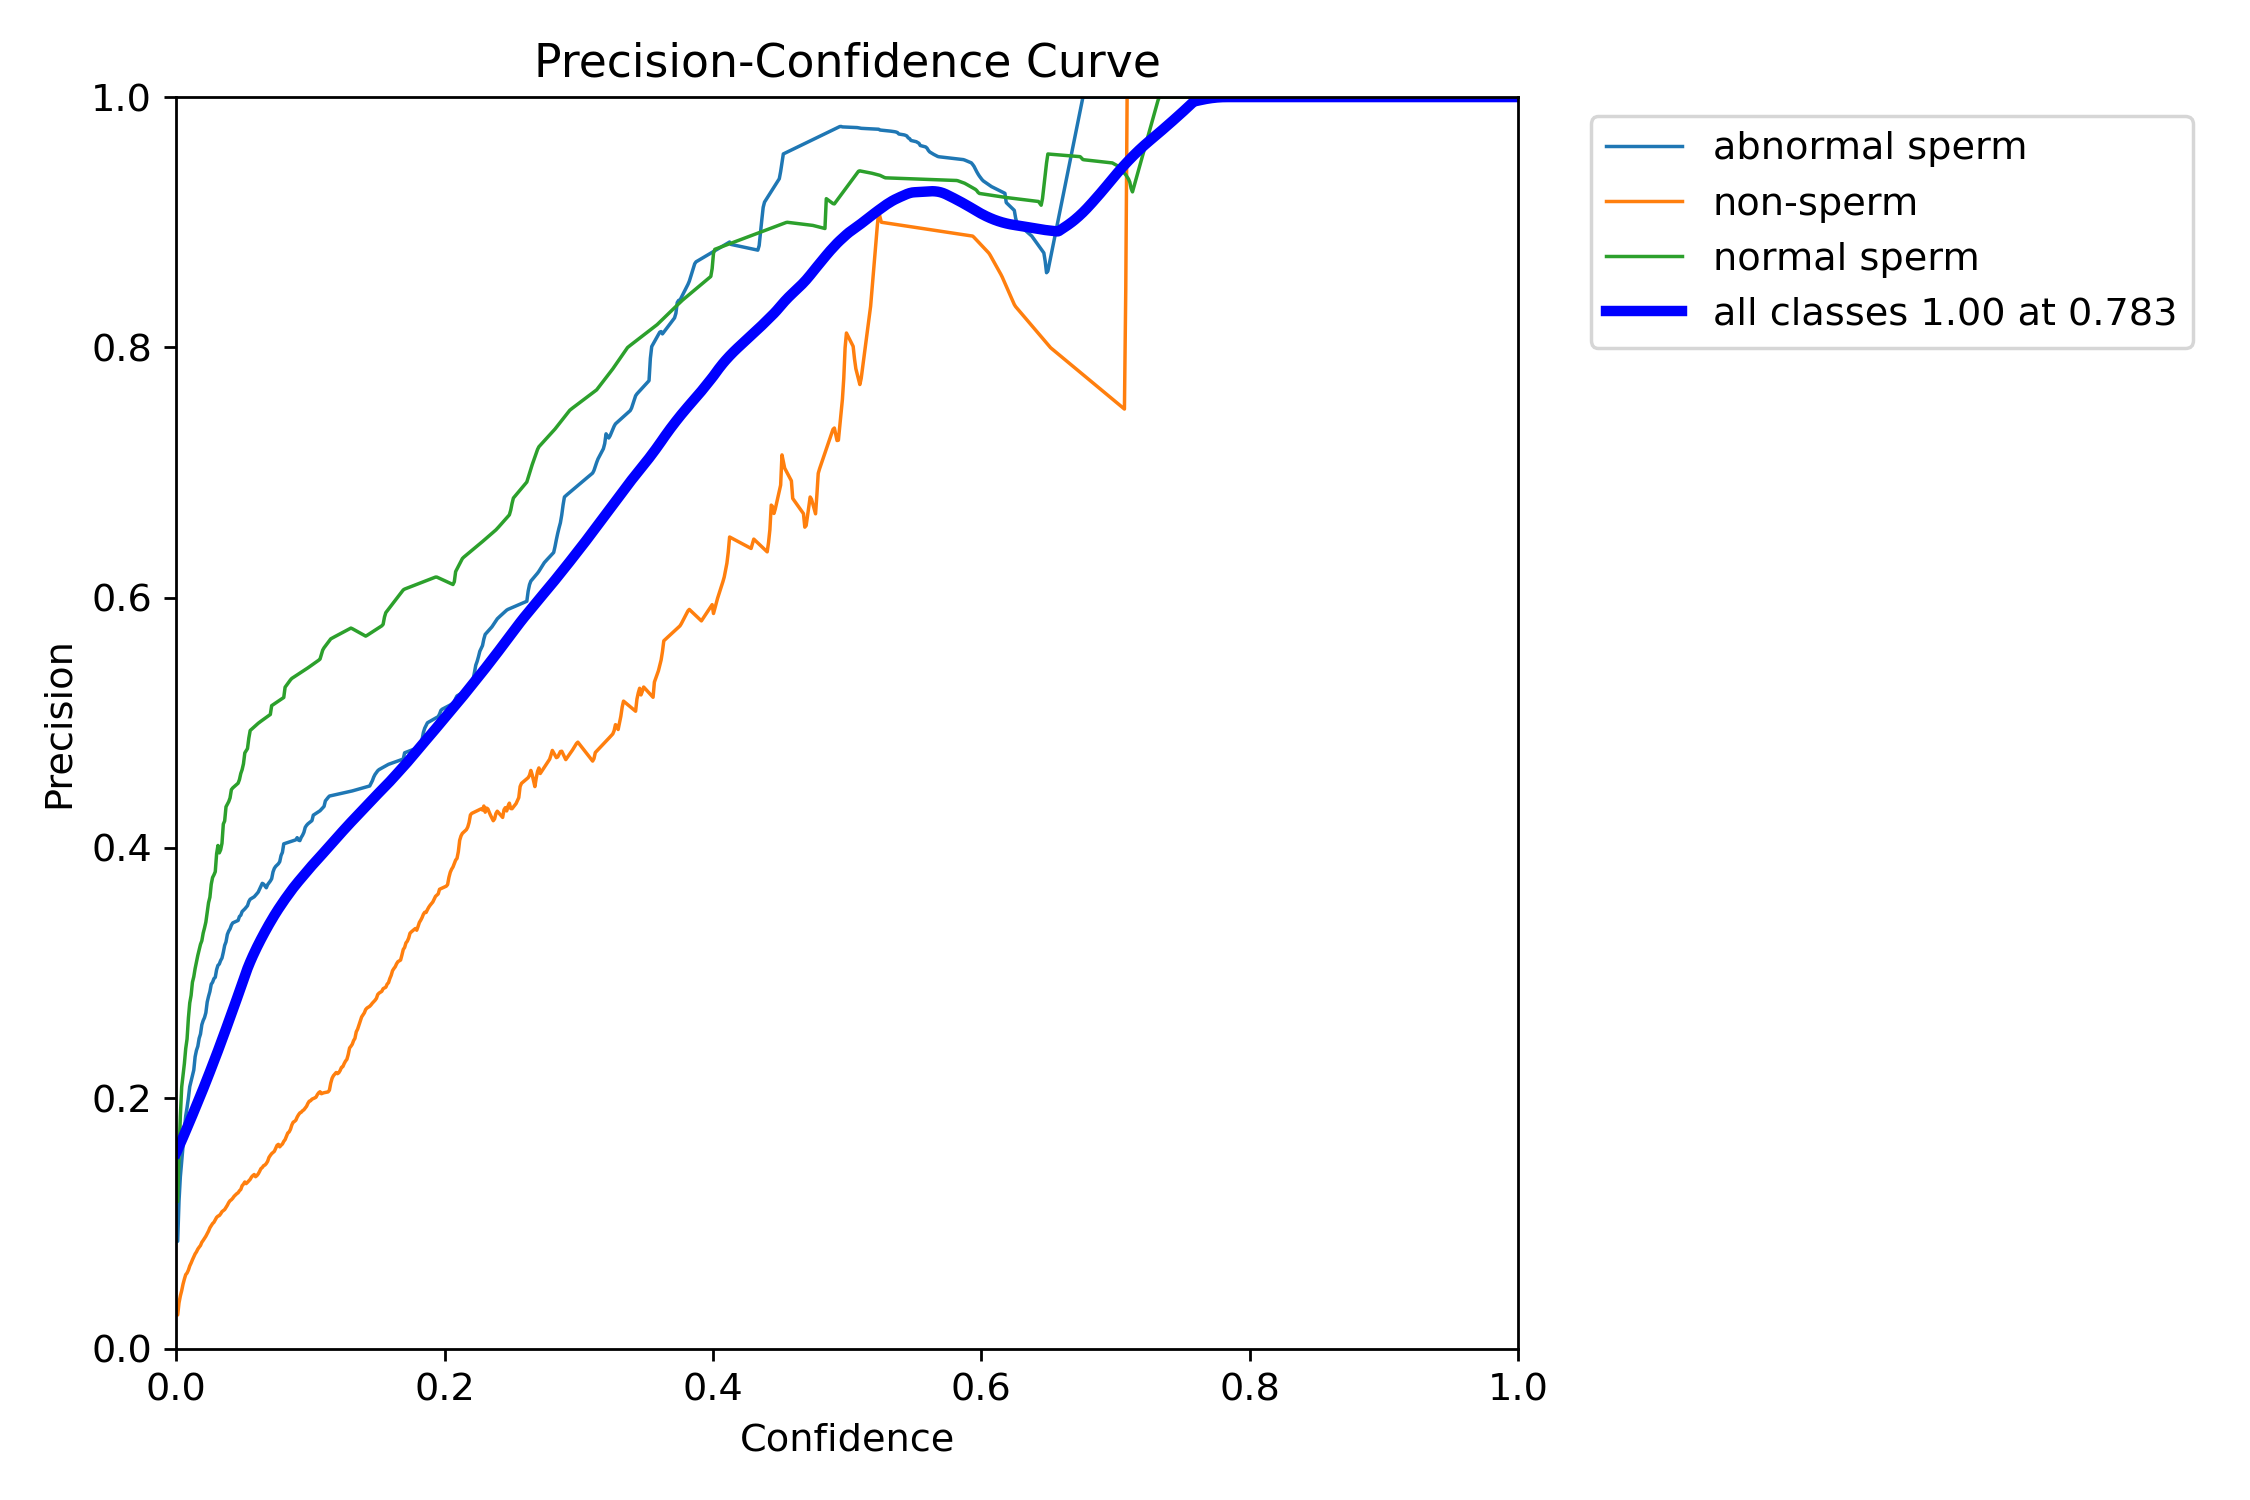 Precision-Confidence Curve
1.0
0.8
0.6
0.4
0.2
0.0
Precision
0.0 0.2 0.4 0.6 0.8 1.0
Confidence
abnormal sperm
non-sperm
normal sperm
all classes 1.00 at 0.783